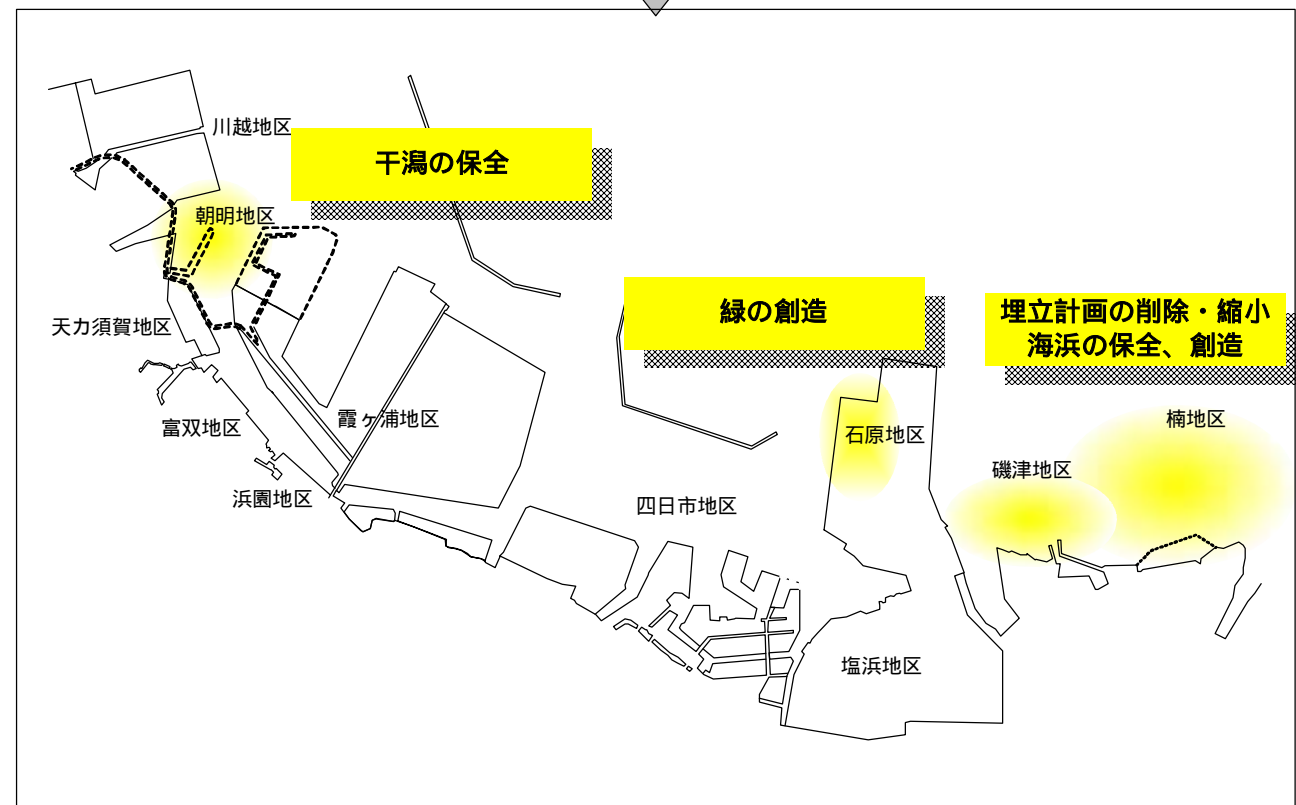 川越地区
干潟の保全
朝明地区
緑の創造
埋立計画の削除・縮小
海浜の保全、創造
天カ須賀地区
霞ヶ浦地区
楠地区
富双地区
石原地区
磯津地区
浜園地区
四日市地区
塩浜地区